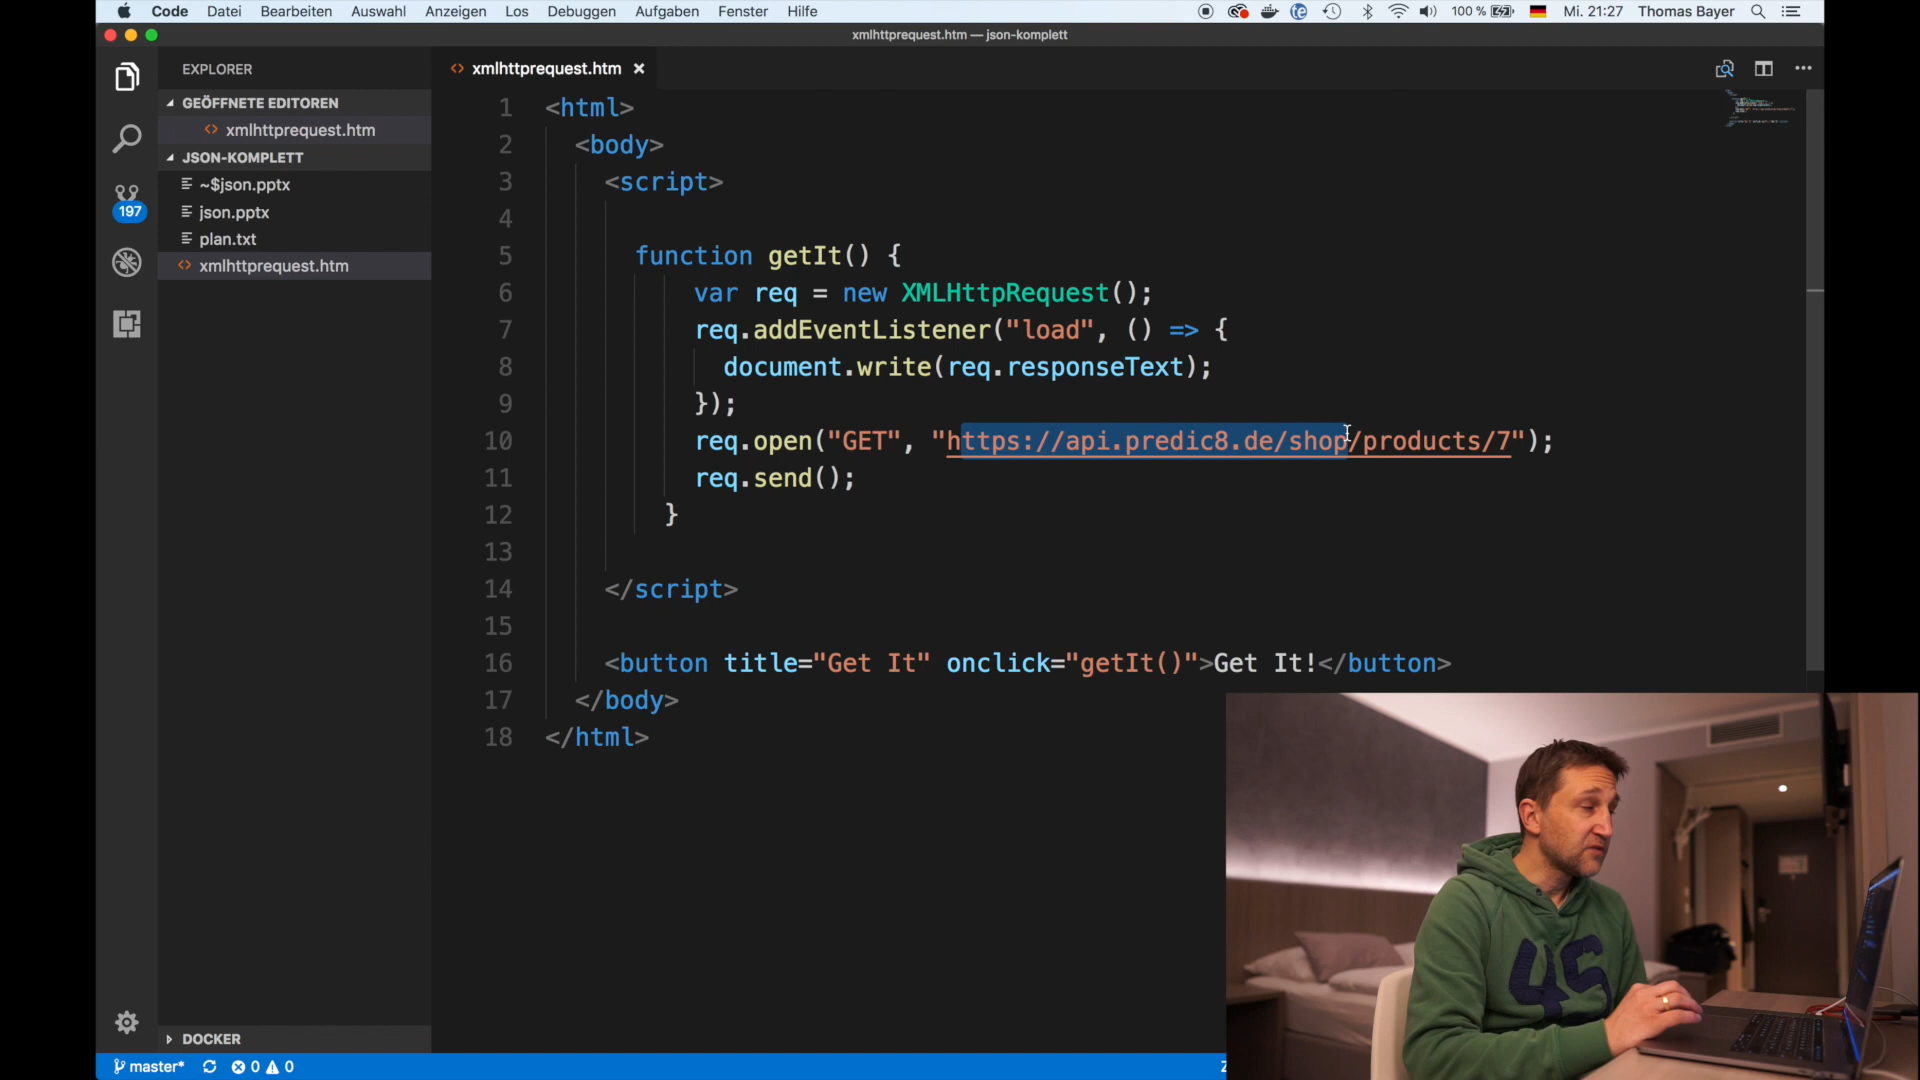 Code Datei Bearbeiten Auswahl Anzeigen Los Debuggen Aufgaben Fenster Hilfe 100 % Mi. 21:27 Thomas Bayer
xmlhttprequest.htm — json-komplett
EXPLORER
GEÖFFNETE EDITOREN
xmlhttprequest.htm
JSON-KOMPLETT
~$json.pptx
json.pptx
plan.txt
xmlhttprequest.htm
197
DOCKER
xmlhttprequest.htm
1 <html>
2 <body>
3 <script>
4
5 function getIt() {
6 var req = new XMLHttpRequest();
7 req.addEventListener("load", () => {
8 document.write(req.responseText);
9 });
10 req.open("GET", "https://api.predic8.de/shop/products/7");
11 req.send();
12 }
13
14 </script>
15
16 <button title="Get It" onclick="getIt()">Get It!</button>
17 </body>
18 </html>
45
master* 0 0